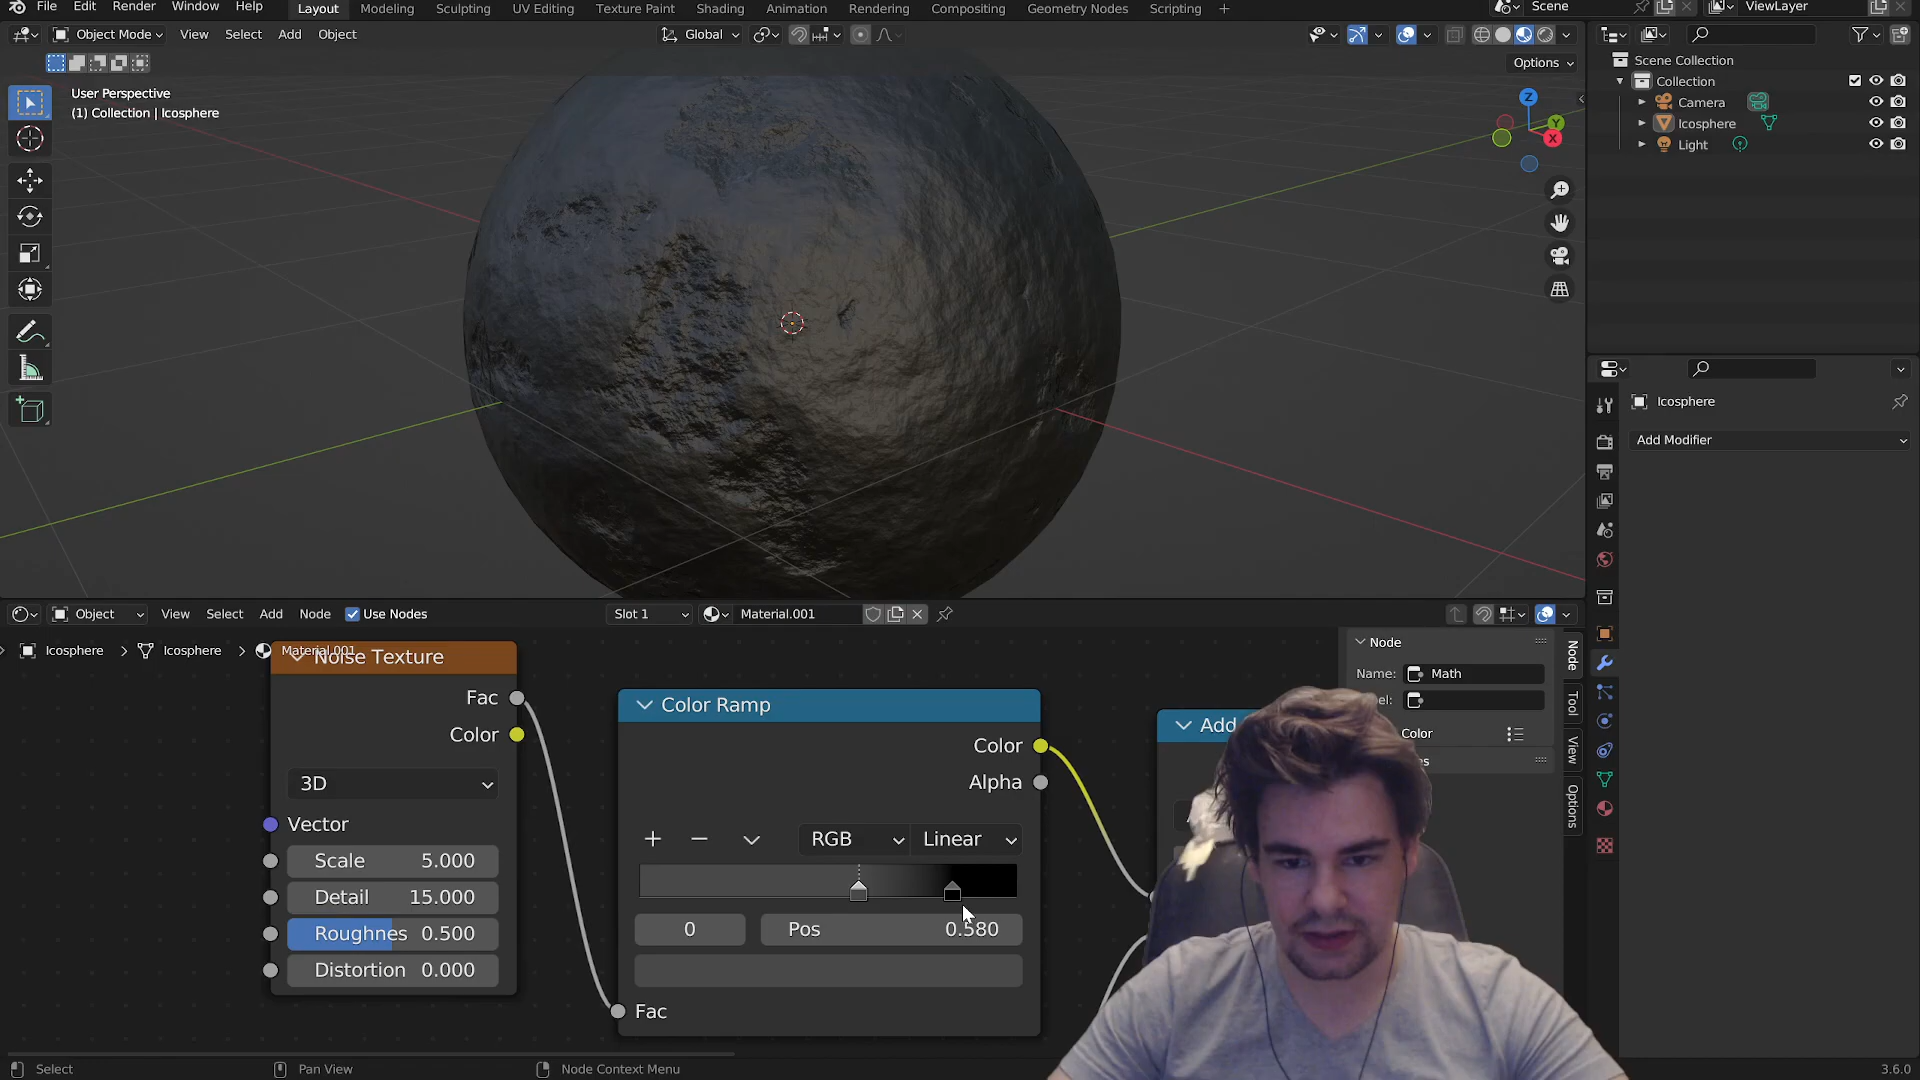 File Edit Render Window Help Layout Modeling Sculpting UV Editing Texture Paint Shading Animation Rendering Compositing Geometry Nodes Scripting + Scene ViewLayer
Object Mode View Select Add Object Global
Options
User Perspective
(1) Collection | Icosphere
Z
Y
X
Scene Collection
Collection
Camera
Icosphere
Light
Icosphere
Add Modifier
Object View Select Add Node Use Nodes Slot 1 Material.001
Icosphere > Icosphere > Material.001
Noise Texture
Fac
Color
3D
Vector
Scale 5.000
Detail 15.000
Roughnes 0.500
Distortion 0.000
Color Ramp
Color
Alpha
RGB Linear
0 Pos 0.580
Fac
Add
Node
Name: Math
Color
Node
Tool
View
Options
Select Pan View Node Context Menu 3.6.0